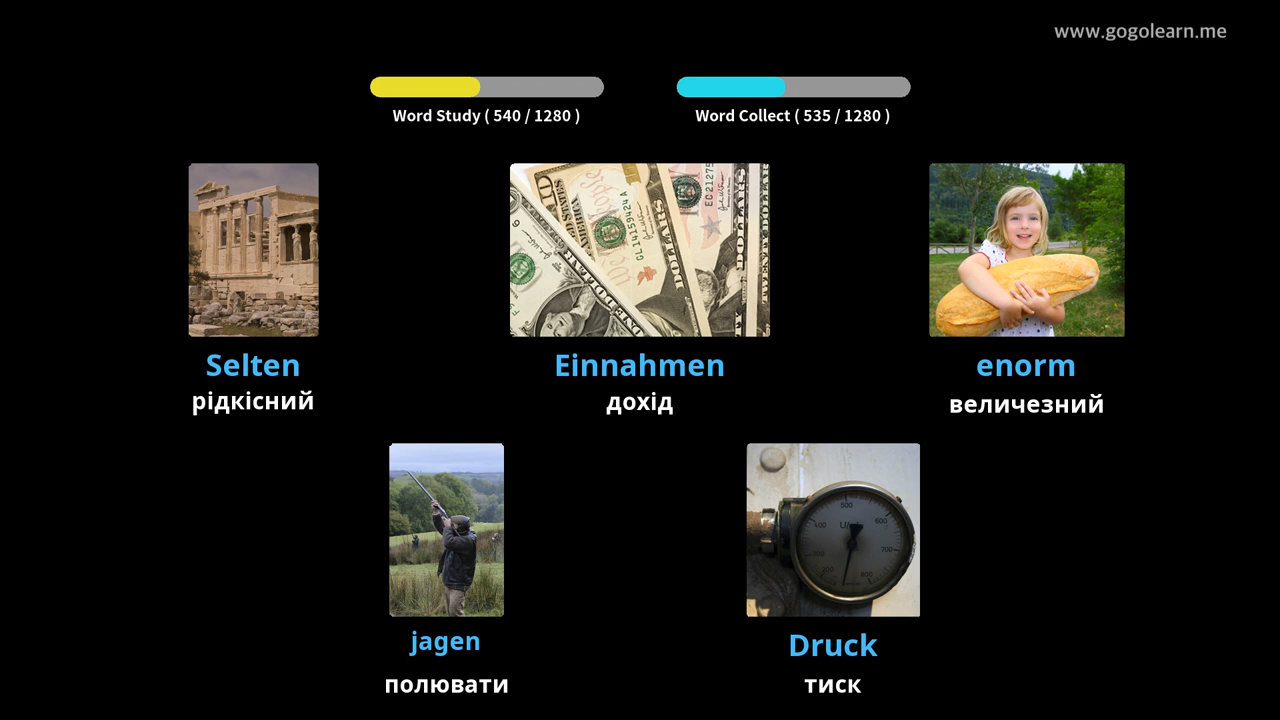 www.gogolearn.me
Word Study ( 540 / 1280 )
Word Collect ( 535 / 1280 )
Selten
рідкісний
Einnahmen
дохід
enorm
величезний
jagen
полювати
Druck
тиск